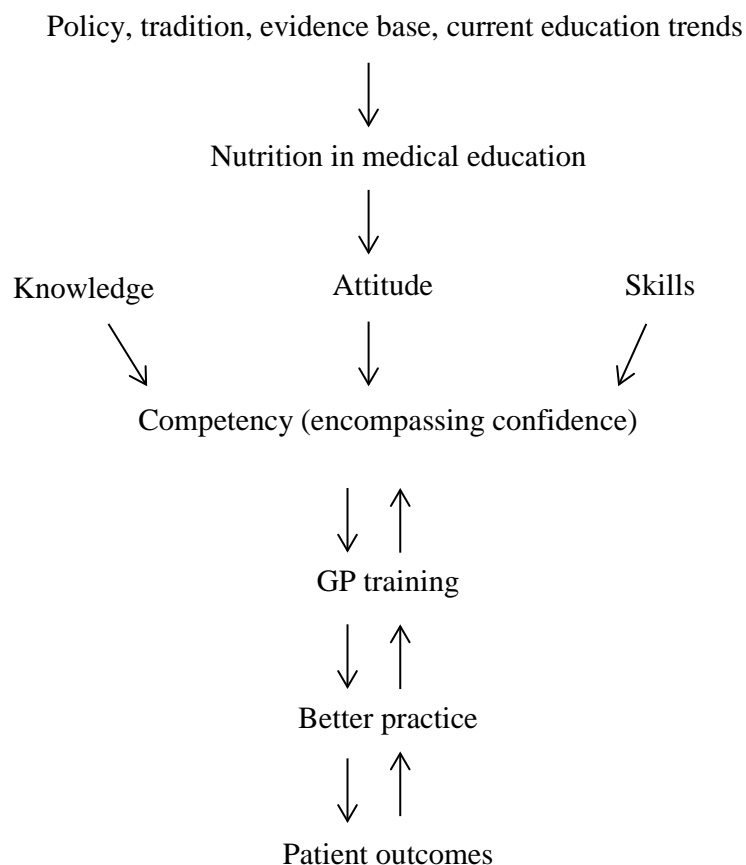 Policy, tradition, evidence base, current education trends
Nutrition in medical education
Knowledge Attitude Skills
Competency (encompassing confidence)
GP training
Better practice
Patient outcomes